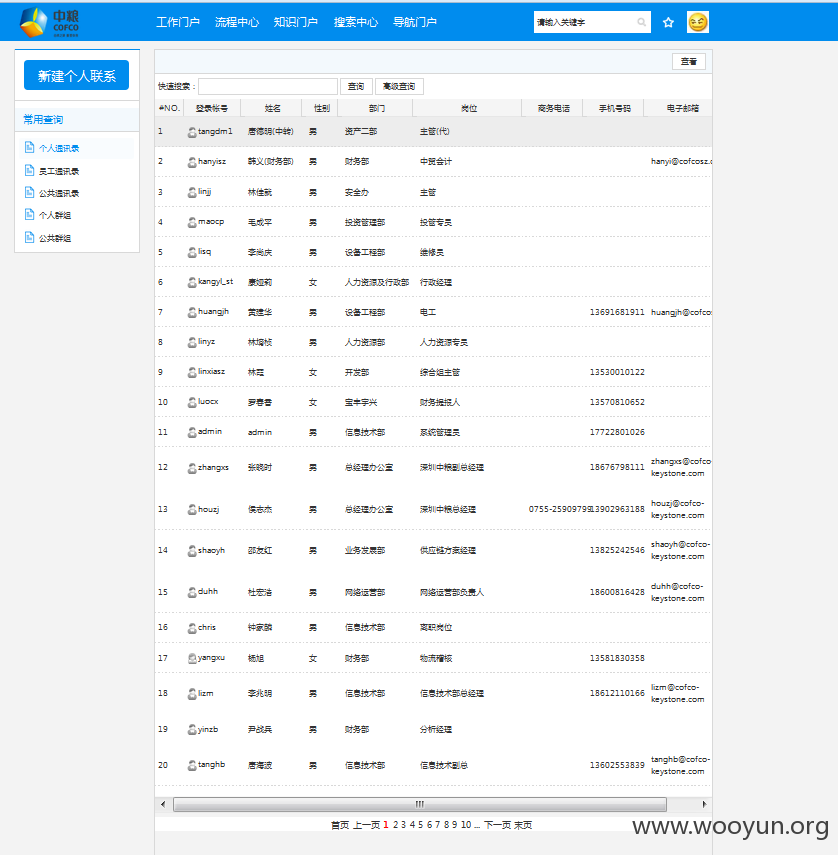 中粮
COFCO
工作门户 流程中心 知识门户 搜索中心 导航门户
请输入关键字
新建个人联系
常用查询
个人通讯录
员工通讯录
公共通讯录
个人群组
公共群组
查看
快速搜索： 查询 高级查询
#NO. 登录帐号 姓名 性别 部门 岗位 商务电话 手机号码 电子邮箱
1 tangdm1 唐德明(中转) 男 资产二部 主管(代)
2 hanyisz 韩义(财务部) 男 财务部 中贸会计 hanyi@cofcosz.c
3 linjj 林佳就 男 安全办 主管
4 maocp 毛成平 男 投资管理部 投管专员
5 lisq 李尚庆 男 设备工程部 维修员
6 kangyl_st 康娅莉 女 人力资源及行政部 行政经理
7 huangjh 黄建华 男 设备工程部 电工 13691681911 huangjh@cofcos
8 linyz 男 人力资源部 人力资源专员
9 linxiasz 林霞 女 开发部 综合组主管 13530010122
10 luocx 罗春香 女 宝丰宇兴 财务提报人 13570810652
11 admin admin 男 信息技术部 系统管理员 17722801026
12 zhangxs 张晓时 男 总经理办公室 深圳中粮副总经理 18676798111 zhangxs@cofco-
keystone.com
13 houzj 侯志杰 男 总经理办公室 深圳中粮总经理 0755-25909799 13902963188 houzj@cofco-
keystone.com
14 shaoyh 邵友红 男 业务发展部 供应链方案经理 13825242546 shaoyh@cofco-
keystone.com
15 duhh 杜宏浩 男 网络运营部 网络运营部负责人 18600816428 duhh@cofco-
keystone.com
16 chris 钟家麟 男 信息技术部 离职岗位
17 yangxu 杨旭 女 财务部 物流稽核 13581830358
18 lizm 李兆明 男 信息技术部 信息技术部总经理 18612110166 lizm@cofco-
keystone.com
19 yinzb 尹战兵 男 财务部 分析经理
20 tanghb 唐海波 男 信息技术部 信息技术副总 13602553839 tanghb@cofco-
keystone.com
首页 上一页 1 2 3 4 5 6 7 8 9 10 ... 下一页 末页
www.wooyun.org